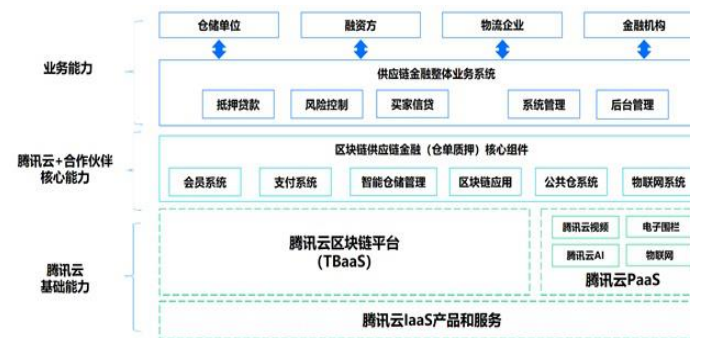 仓储单位
融资方
物流企业
金融机构
业务能力
供应链金融整体业务系统
抵押贷款
风险控制
买家信贷
系统管理
后台管理
腾讯云+合作伙伴
核心能力
区块链供应链金融（仓单质押）核心组件
会员系统
支付系统
智能仓储管理
区块链应用
公共仓系统
物联网系统
腾讯云
基础能力
腾讯云区块链平台
(TBaaS)
腾讯云视频
电子围栏
腾讯云AI
物联网
腾讯云PaaS
腾讯云IaaS产品和服务